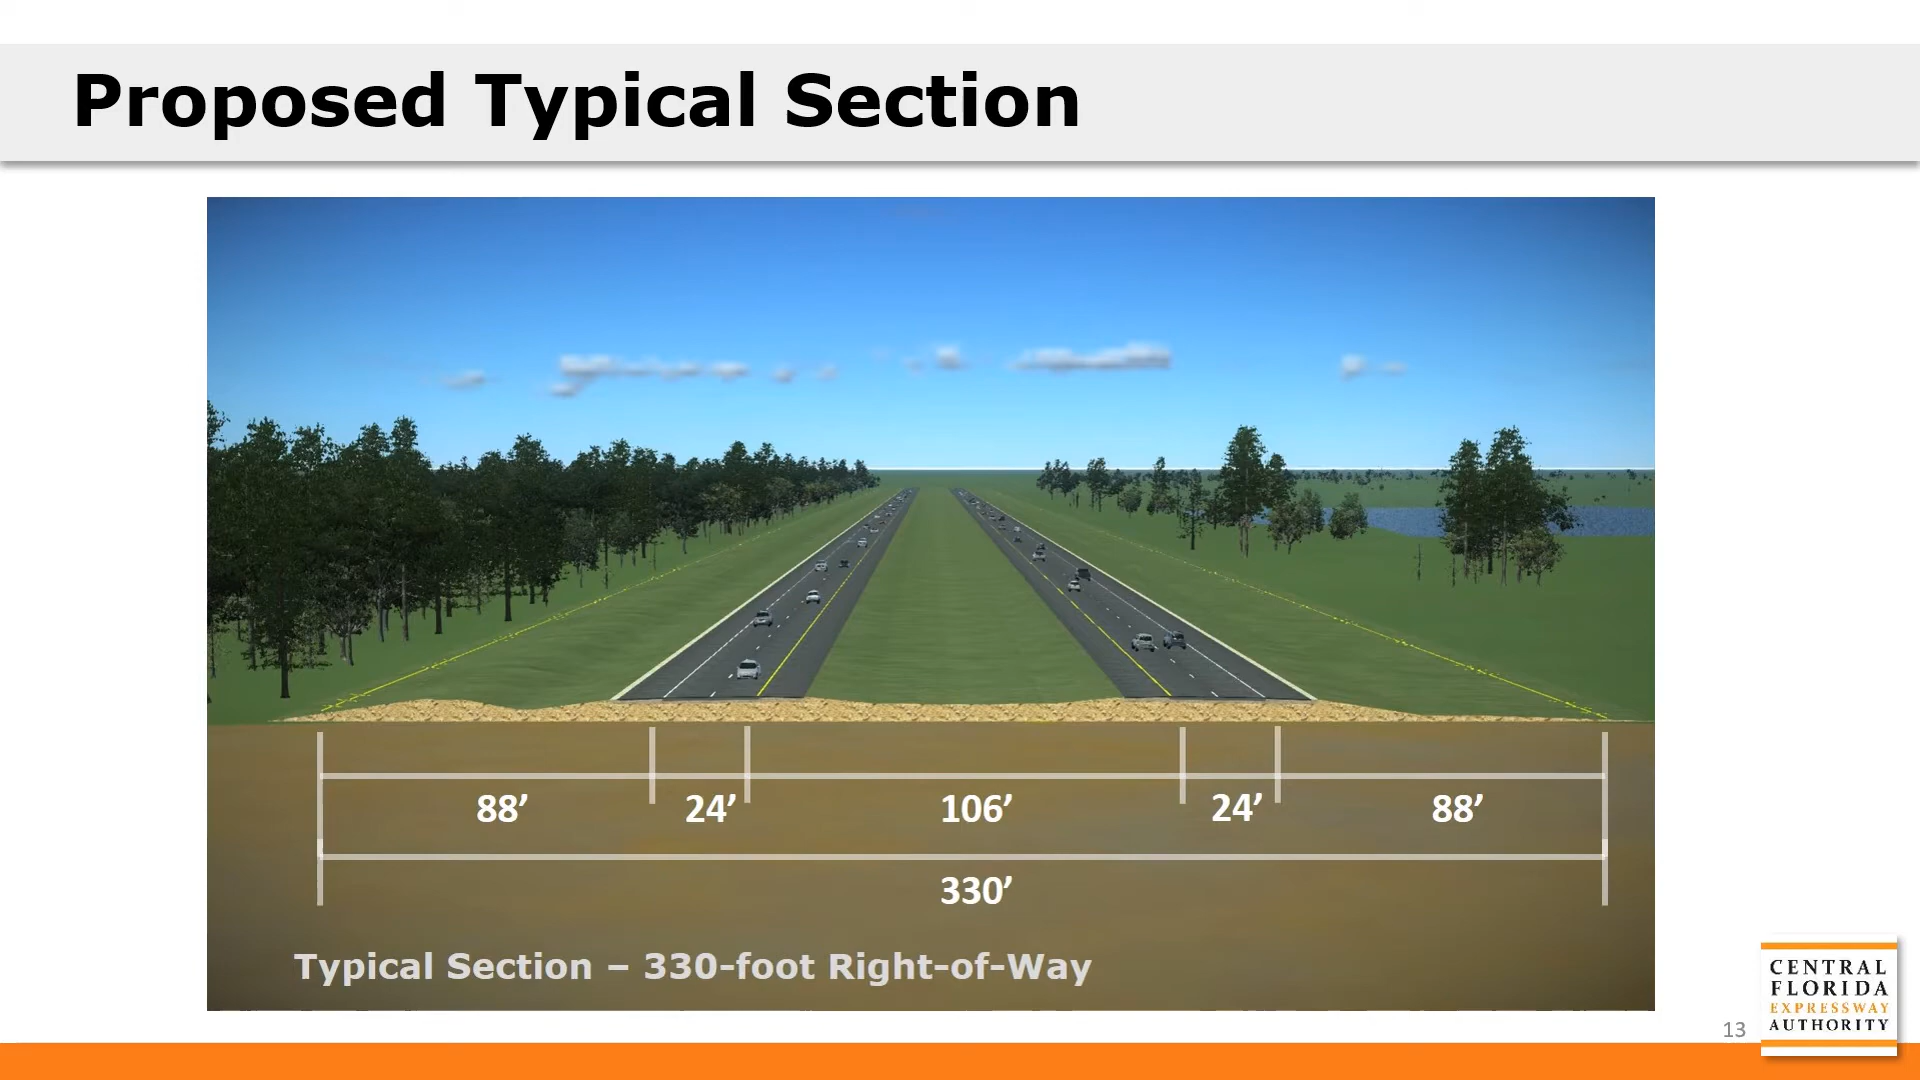 Proposed Typical Section
88’
24’
106’
24’
88’
330’
Typical Section – 330-foot Right-of-Way
CENTRAL
FLORIDA
EXPRESSWAY
AUTHORITY
13